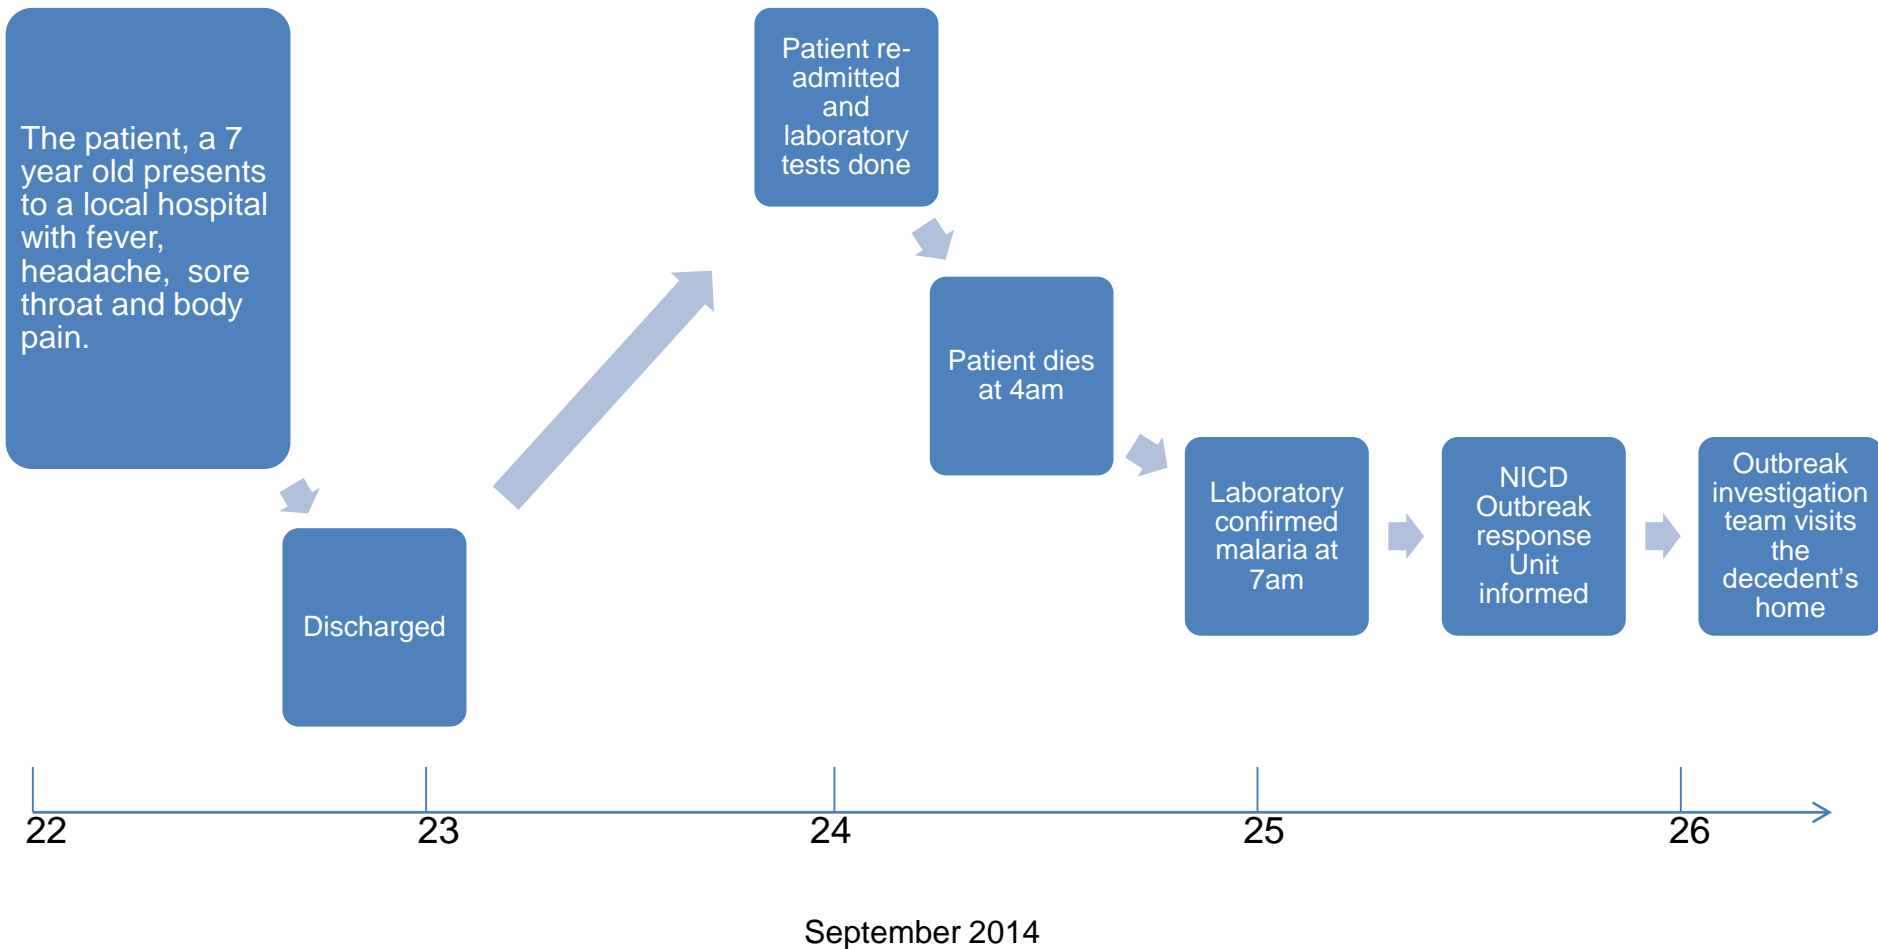 The patient, a 7
year old presents
to a local hospital
with fever,
headache,  sore
throat and body
pain.
Discharged
Patient re-
admitted
and
laboratory
tests done
Patient dies
at 4am
Laboratory
confirmed
malaria at
7am
NICD
Outbreak
response
Unit
informed
Outbreak
investigation
team visits
the
decedent’s
home
22
23
24
25
26
September 2014